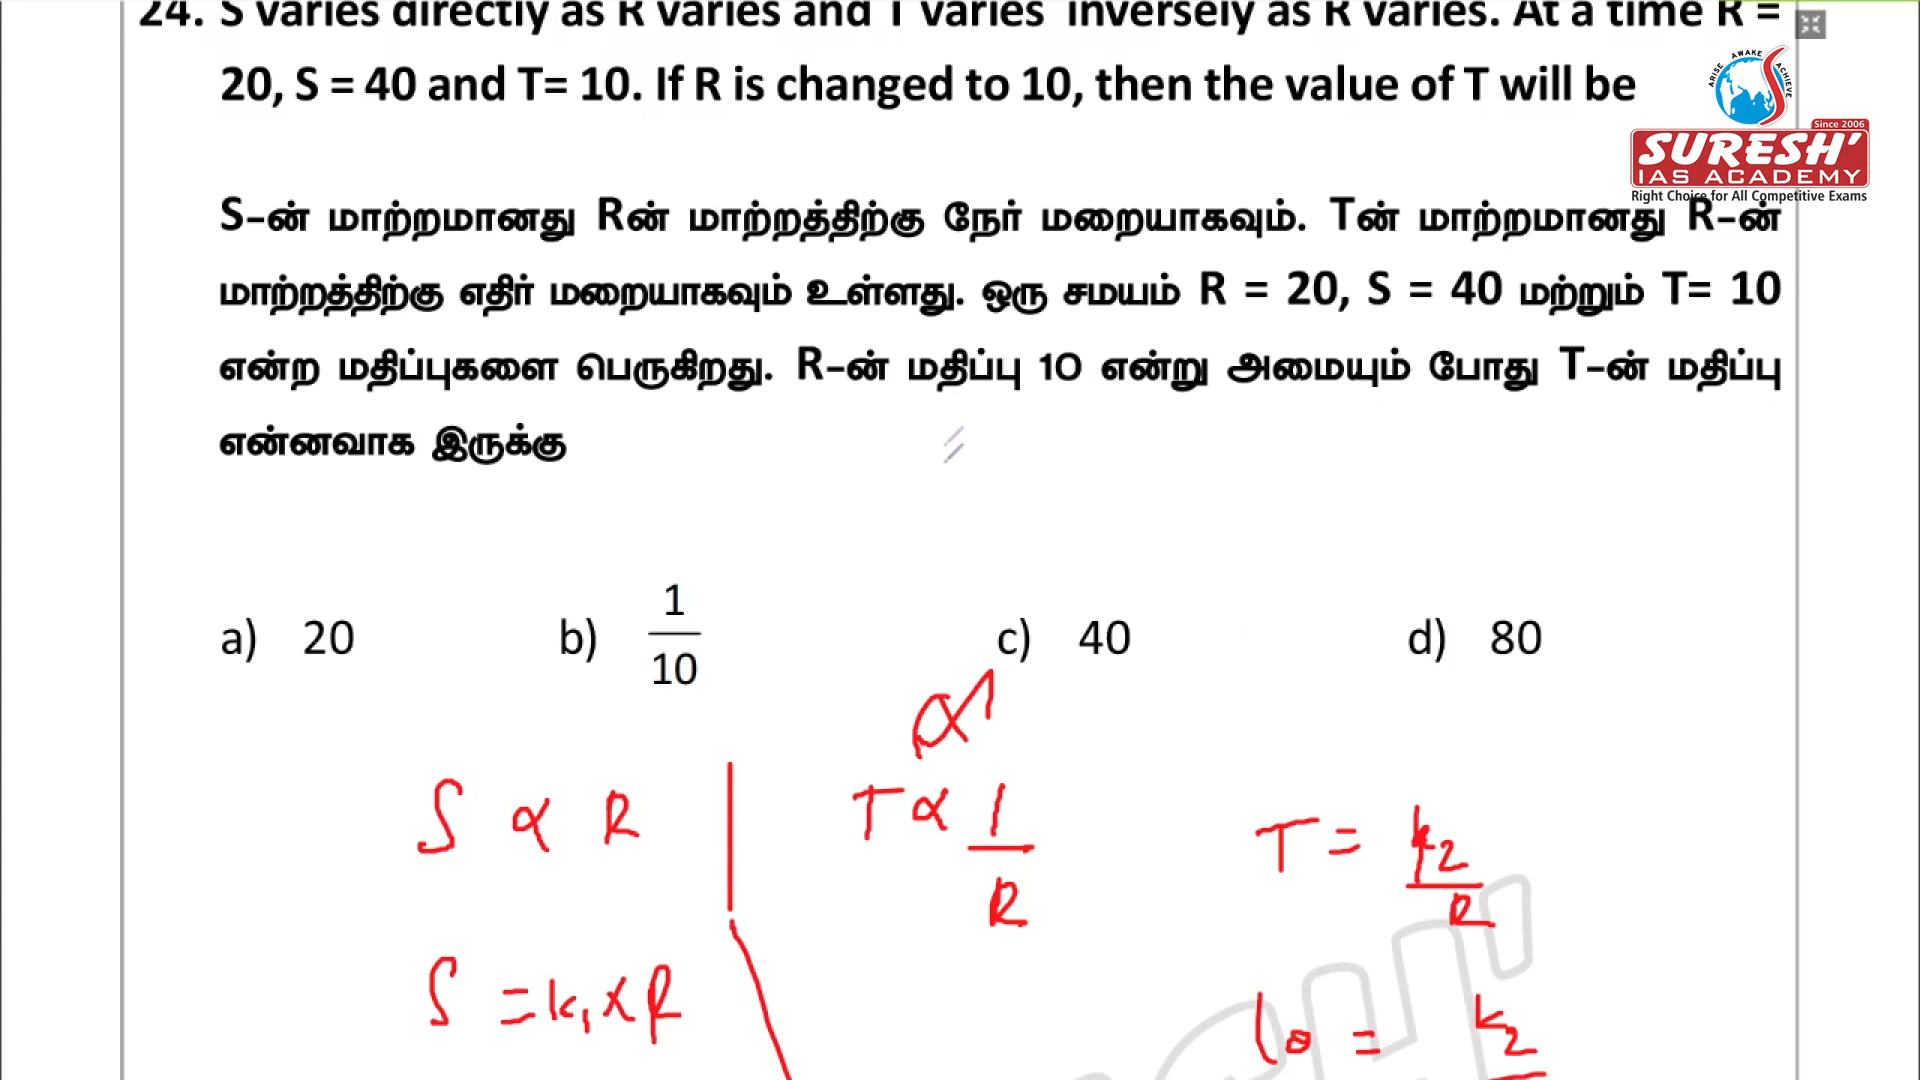 24. S varies directly as R varies and T varies inversely as R varies. At a time R =
20, S = 40 and T= 10. If R is changed to 10, then the value of T will be
ARISE AWAKE ACHIEVE
Since 2006
SURESH'
IAS ACADEMY
Right Choice for All Competitive Exams
S-ன் மாற்றமானது Rன் மாற்றத்திற்கு நேர் மறையாகவும். Tன் மாற்றமானது R-ன்
மாற்றத்திற்கு எதிர் மறையாகவும் உள்ளது. ஒரு சமயம் R = 20, S = 40 மற்றும் T= 10
என்ற மதிப்புகளை பெருகிறது. R-ன் மதிப்பு 10 என்று அமையும் போது T-ன் மதிப்பு
என்னவாக இருக்கு
a) 20 b) 1/10 c) 40 d) 80
S ∝ R T ∝ 1/R T = k₂/R
S = k₁ × R 10 = k₂